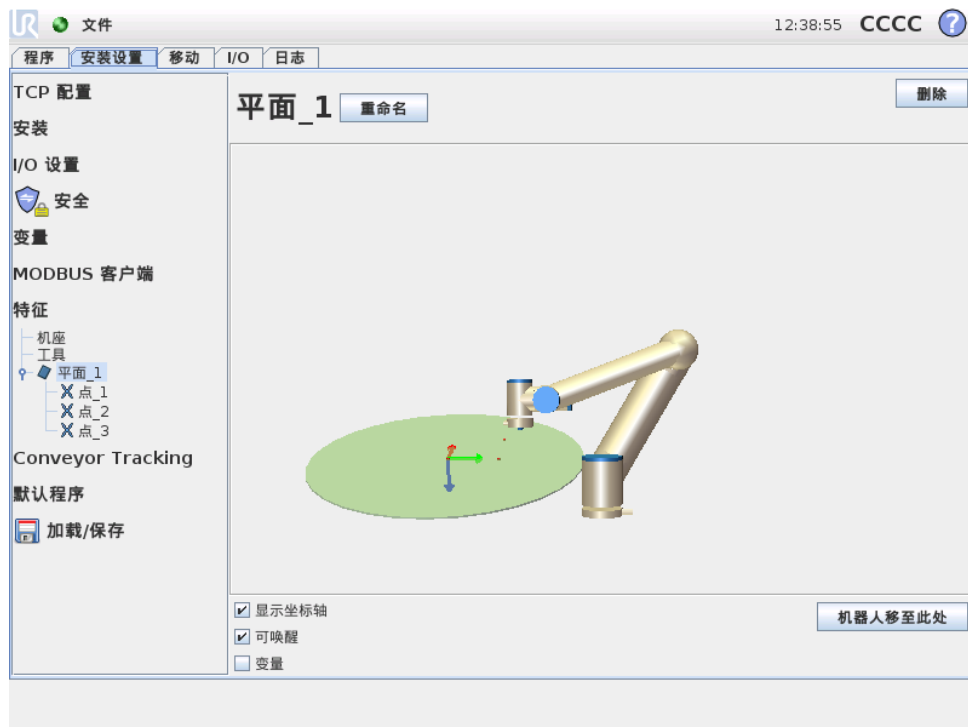 UR 文件 12:38:55 CCCC ?
程序 安装设置 移动 I/O 日志
TCP 配置
平面_1 重命名 删除
安装
I/O 设置
安全
变量
MODBUS 客户端
特征
机座
工具
平面_1
点_1
点_2
点_3
Conveyor Tracking
默认程序
加载/保存
显示坐标轴
可唤醒
变量
机器人移至此处